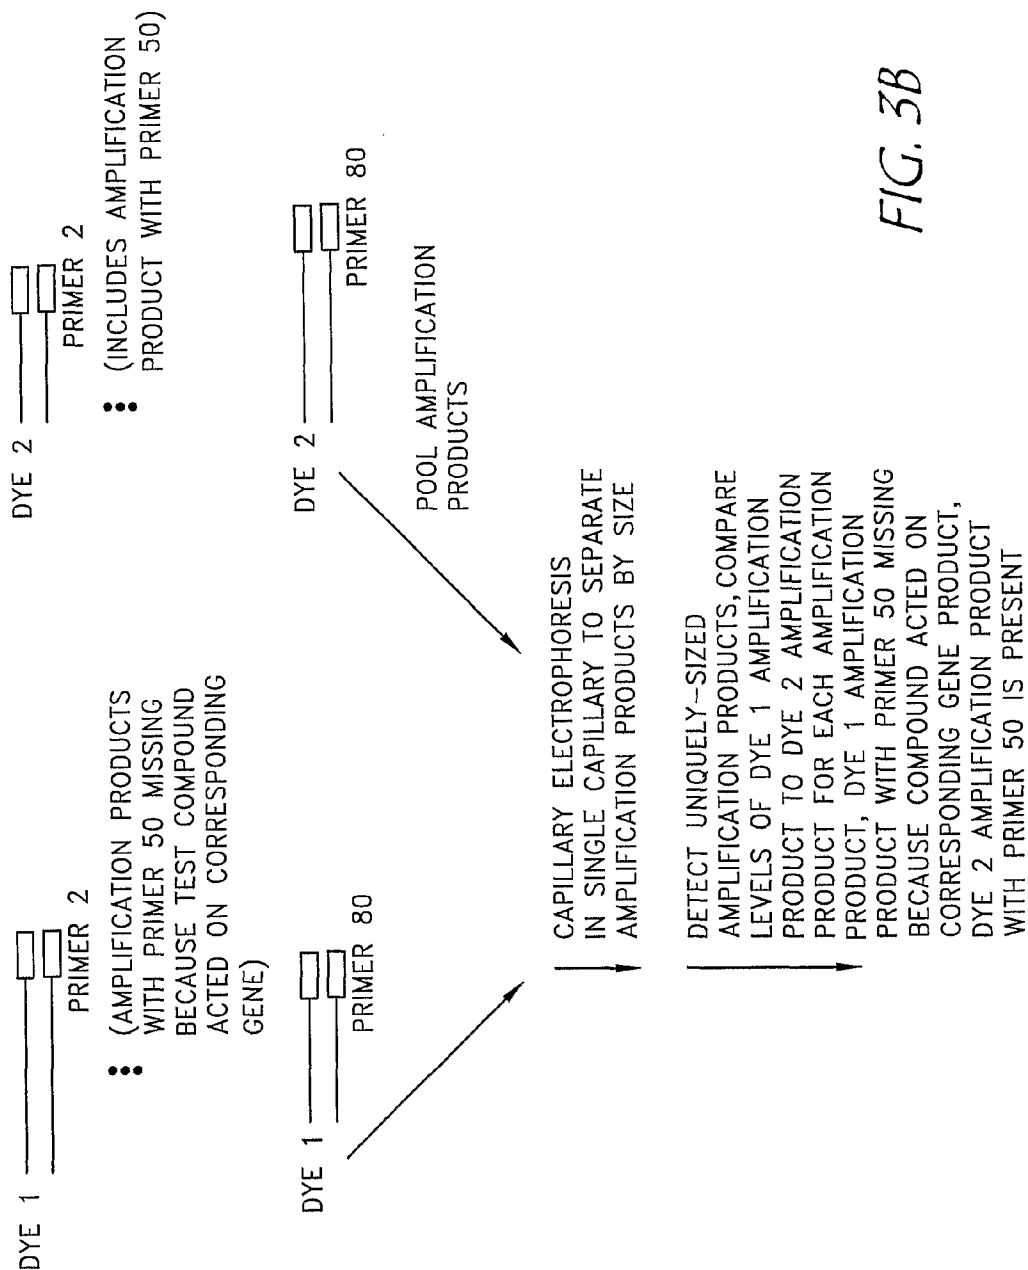 DYE 1
PRIMER 2
(AMPLIFICATION PRODUCTS
WITH PRIMER 50 MISSING
BECAUSE TEST COMPOUND
ACTED ON CORRESPONDING
GENE)
DYE 1
PRIMER 80
DYE 2
PRIMER 2
(INCLUDES AMPLIFICATION
PRODUCT WITH PRIMER 50)
DYE 2
PRIMER 80
POOL AMPLIFICATION
PRODUCTS
CAPILLARY ELECTROPHORESIS
IN SINGLE CAPILLARY TO SEPARATE
AMPLIFICATION PRODUCTS BY SIZE
DETECT UNIQUELY-SIZED
AMPLIFICATION PRODUCTS, COMPARE
LEVELS OF DYE 1 AMPLIFICATION
PRODUCT TO DYE 2 AMPLIFICATION
PRODUCT FOR EACH AMPLIFICATION
PRODUCT, DYE 1 AMPLIFICATION
PRODUCT WITH PRIMER 50 MISSING
BECAUSE COMPOUND ACTED ON
CORRESPONDING GENE PRODUCT,
DYE 2 AMPLIFICATION PRODUCT
WITH PRIMER 50 IS PRESENT
FIG. 3B